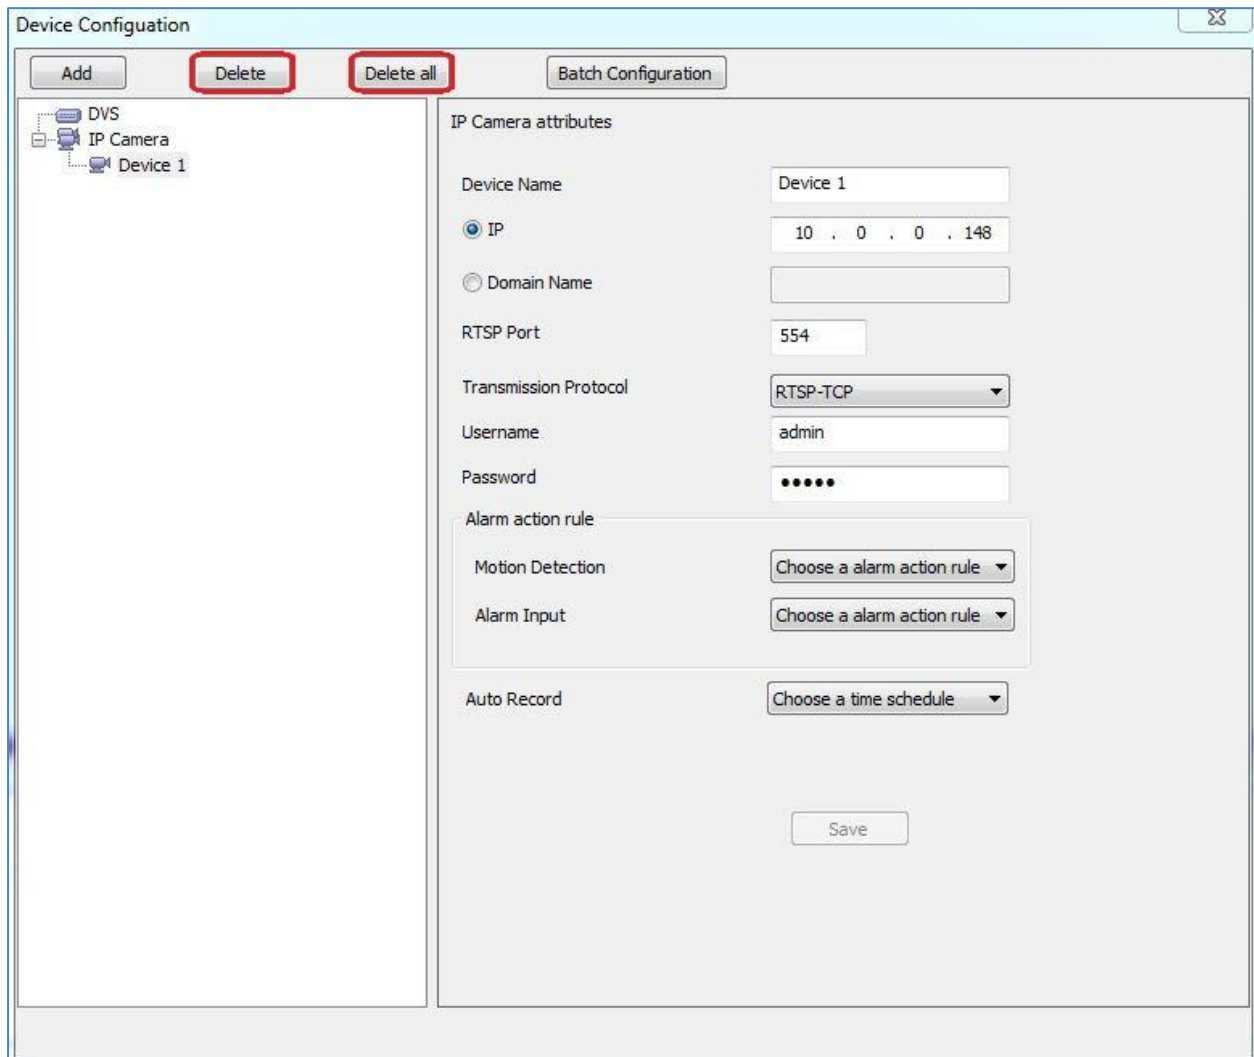 Device Configuation
Add Delete Delete all Batch Configuration
DVS
IP Camera
Device 1
IP Camera attributes
Device Name Device 1
IP 10 . 0 . 0 . 148
Domain Name
RTSP Port 554
Transmission Protocol RTSP-TCP
Username admin
Password •••••
Alarm action rule
Motion Detection Choose a alarm action rule
Alarm Input Choose a alarm action rule
Auto Record Choose a time schedule
Save